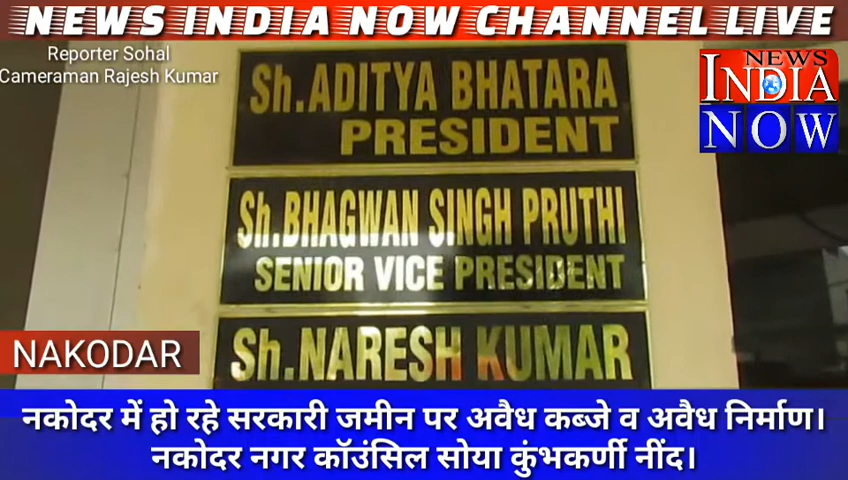 NEWS INDIA NOW CHANNEL LIVE
Reporter Sohal
Cameraman Rajesh Kumar
NEWS
INDIA
NOW
Sh.ADITYA BHATARA
PRESIDENT
Sh.BHAGWAN SINGH PRUTHI
SENIOR VICE PRESIDENT
Sh.NARESH KUMAR
NAKODAR
नकोदर में हो रहे सरकारी जमीन पर अवैध कब्जे व अवैध निर्माण।
नकोदर नगर कॉउंसिल सोया कुंभकर्णी नींद।